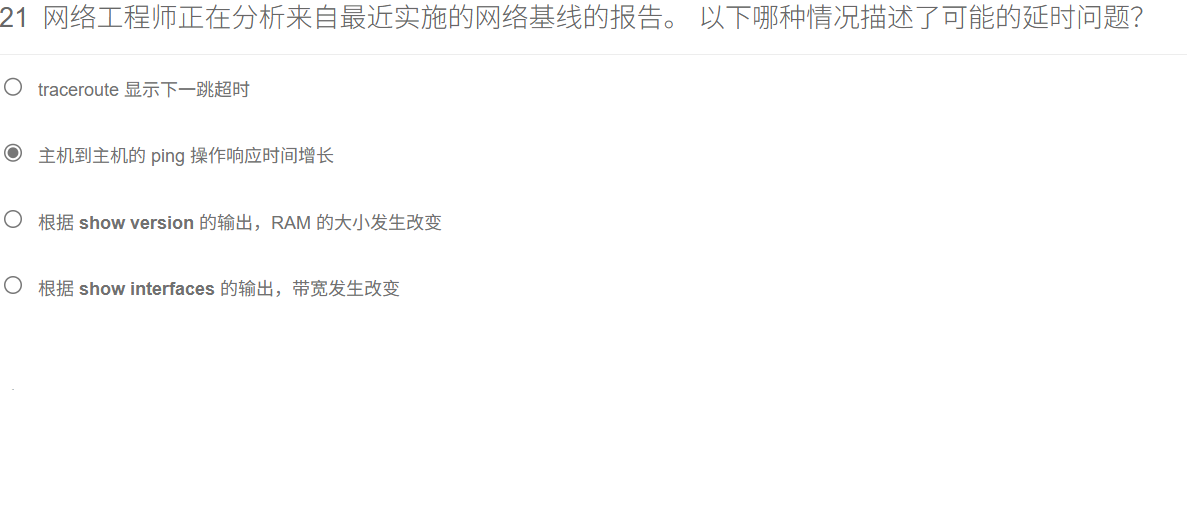 21 网络工程师正在分析来自最近实施的网络基线的报告。 以下哪种情况描述了可能的延时问题?
traceroute 显示下一跳超时
主机到主机的 ping 操作响应时间增长
根据 show version 的输出，RAM 的大小发生改变
根据 show interfaces 的输出，带宽发生改变